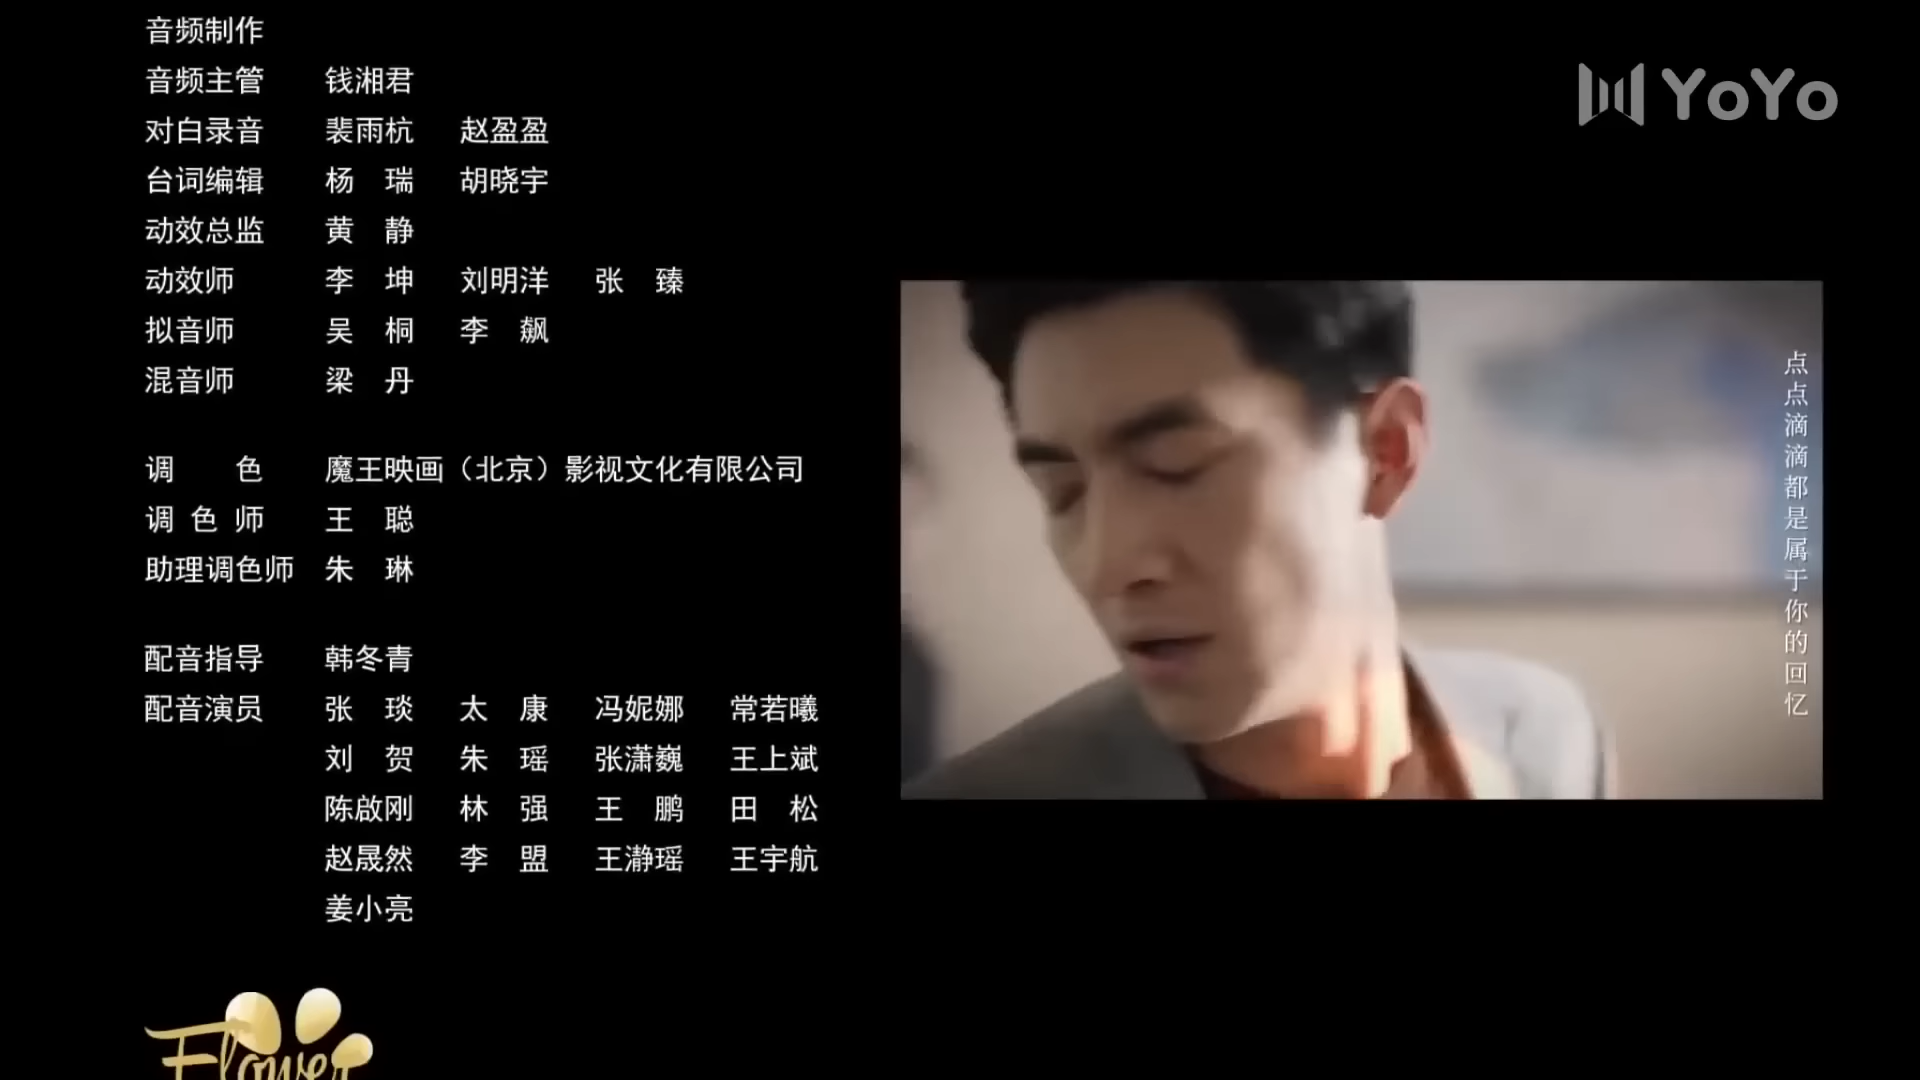 音频制作
音频主管 钱湘君
对白录音 裴雨杭 赵盈盈
台词编辑 杨 瑞 胡晓宇
动效总监 黄 静
动效师 李 坤 刘明洋 张 臻
拟音师 吴 桐 李 飙
混音师 梁 丹
调 色 魔王映画（北京）影视文化有限公司
调 色 师 王 聪
助理调色师 朱 琳
配音指导 韩冬青
配音演员 张 琰 太 康 冯妮娜 常若曦
刘 贺 朱 瑶 张潇巍 王上斌
陈啟刚 林 强 王 鹏 田 松
赵晟然 李 盟 王瀞瑶 王宇航
姜小亮
Flower
YoYo
点点滴滴都是属于你的回忆